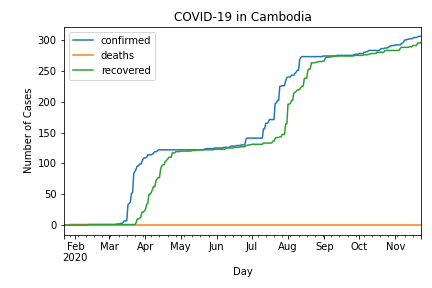 COVID-19 in Cambodia
confirmed
deaths
recovered
Number of Cases
300
250
200
150
100
50
0
Feb Mar Apr May Jun Jul Aug Sep Oct Nov
2020
Day